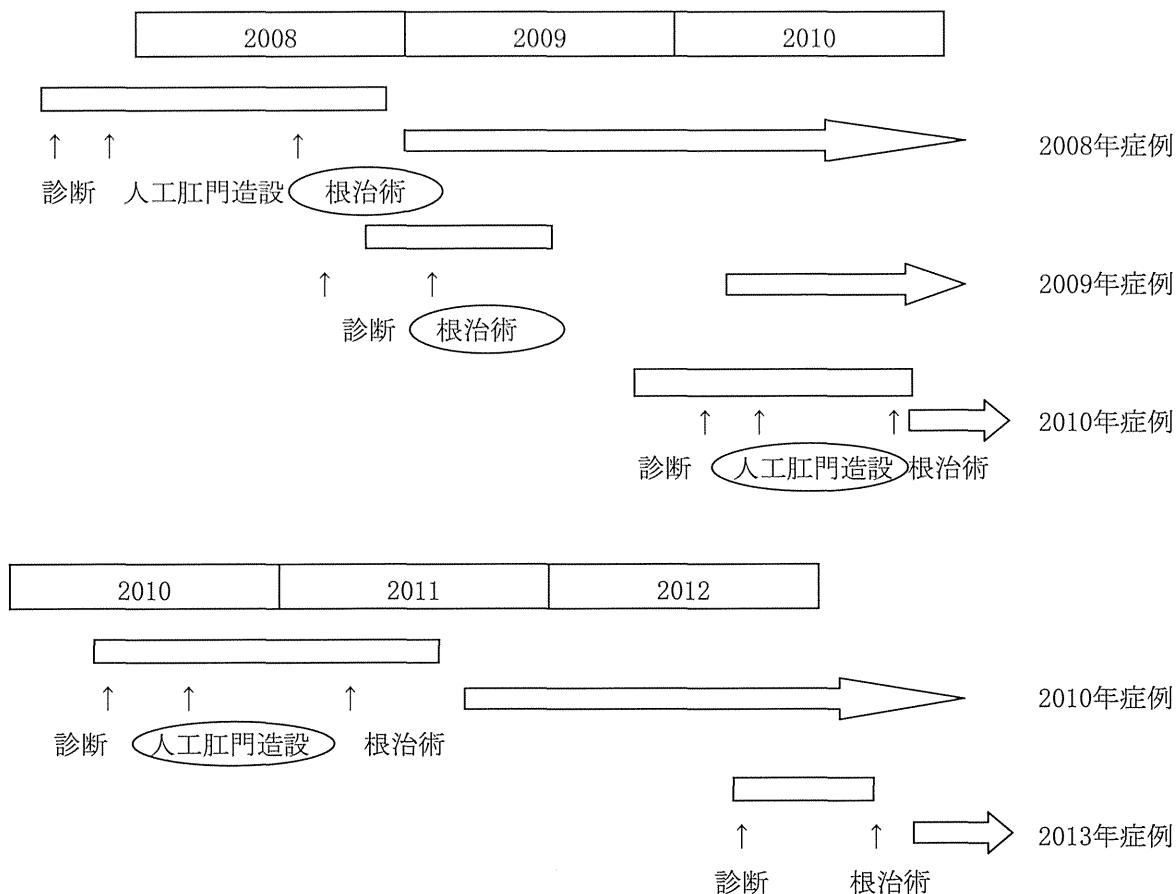 2008 2009 2010
↑ ↑ ↑
2008年症例
診断 人工肛門造設 根治術
↑ ↑
2009年症例
診断 根治術
↑ ↑ ↑
2010年症例
診断 人工肛門造設 根治術
2010 2011 2012
↑ ↑ ↑
2010年症例
診断 人工肛門造設 根治術
↑ ↑
2013年症例
診断 根治術